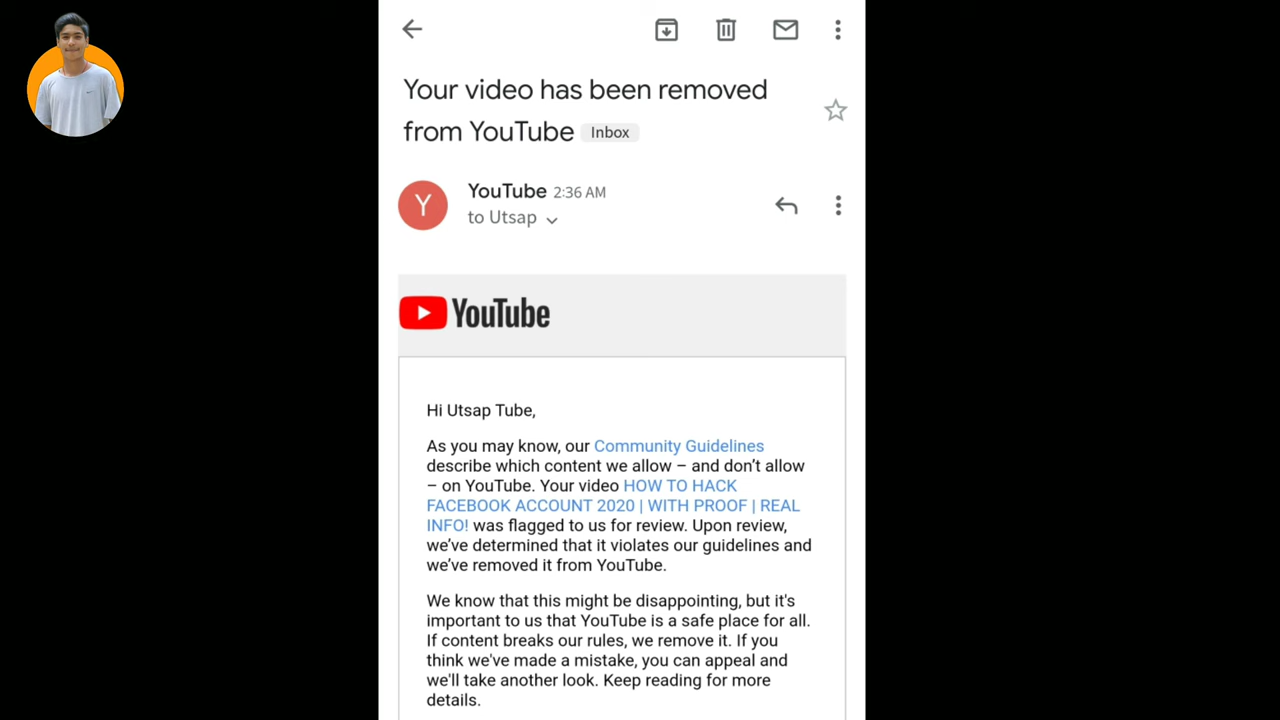 Your video has been removed
from YouTube Inbox
Y
YouTube 2:36 AM
to Utsap
YouTube
Hi Utsap Tube,
As you may know, our Community Guidelines
describe which content we allow – and don’t allow
– on YouTube. Your video HOW TO HACK
FACEBOOK ACCOUNT 2020 | WITH PROOF | REAL
INFO! was flagged to us for review. Upon review,
we’ve determined that it violates our guidelines and
we’ve removed it from YouTube.
We know that this might be disappointing, but it's
important to us that YouTube is a safe place for all.
If content breaks our rules, we remove it. If you
think we've made a mistake, you can appeal and
we'll take another look. Keep reading for more
details.